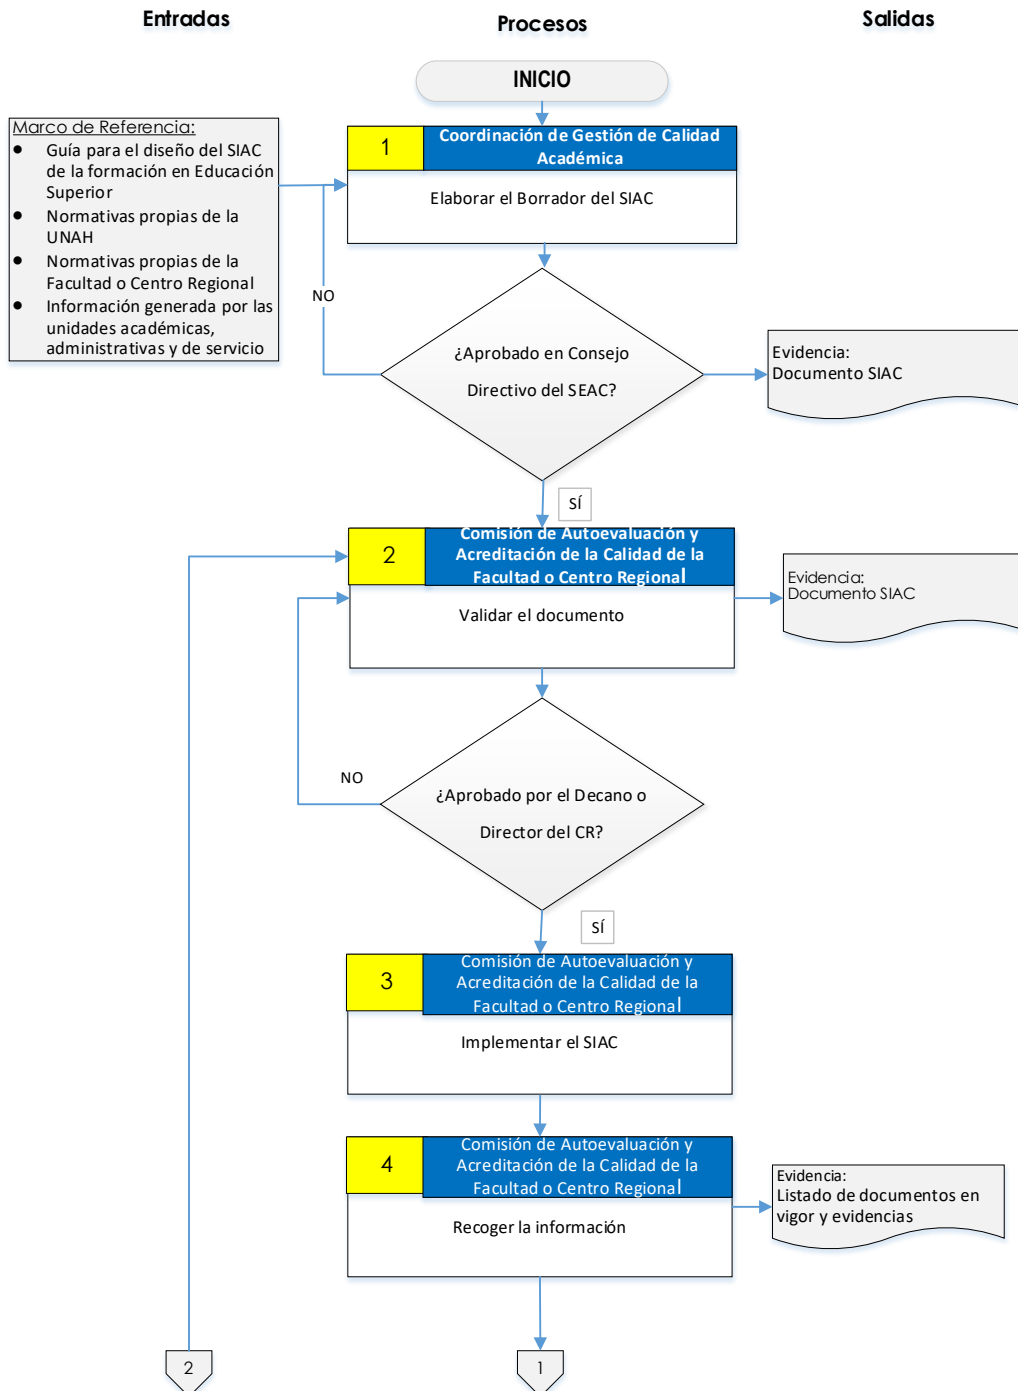 Entradas
Procesos
Salidas
INICIO
Marco de Referencia:
● Guía para el diseño del SIAC
de la formación en Educación
Superior
● Normativas propias de la
UNAH
● Normativas propias de la
Facultad o Centro Regional
● Información generada por las
unidades académicas,
administrativas y de servicio
1
Coordinación de Gestión de Calidad
Académica
Elaborar el Borrador del SIAC
NO
¿Aprobado en Consejo
Directivo del SEAC?
Evidencia:
Documento SIAC
SÍ
2
Comisión de Autoevaluación y
Acreditación de la Calidad de la
Facultad o Centro Regional
Validar el documento
Evidencia:
Documento SIAC
NO
¿Aprobado por el Decano o
Director del CR?
SÍ
3
Comisión de Autoevaluación y
Acreditación de la Calidad de la
Facultad o Centro Regional
Implementar el SIAC
4
Comisión de Autoevaluación y
Acreditación de la Calidad de la
Facultad o Centro Regional
Recoger la información
Evidencia:
Listado de documentos en
vigor y evidencias
2
1